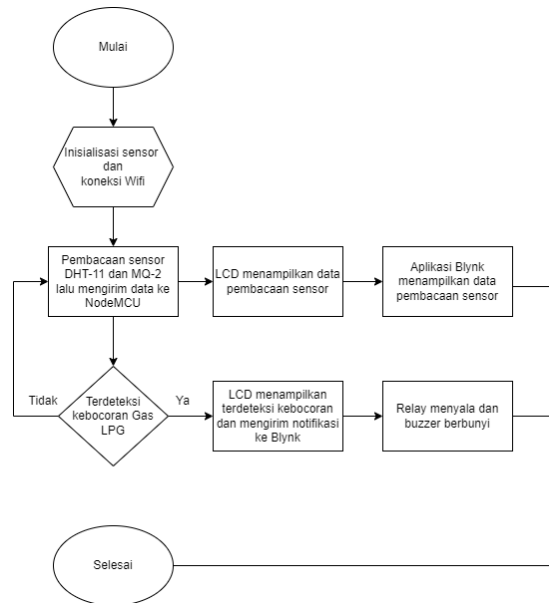 Mulai
Inisialisasi sensor
dan
koneksi Wifi
Pembacaan sensor
DHT-11 dan MQ-2
lalu mengirim data ke
NodeMCU
LCD menampilkan data
pembacaan sensor
Aplikasi Blynk
menampilkan data
pembacaan sensor
Tidak
Terdeteksi
kebocoran Gas
LPG
Ya
LCD menampilkan
terdeteksi kebocoran
dan mengirim notifikasi
ke Blynk
Relay menyala dan
buzzer berbunyi
Selesai